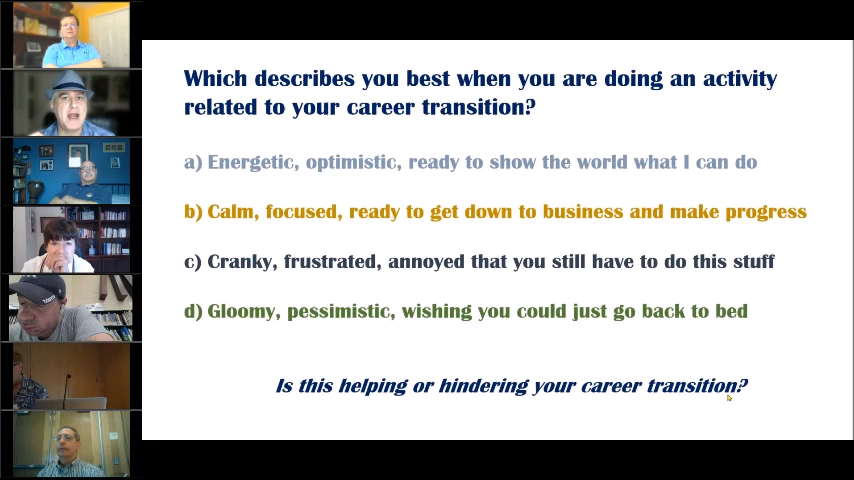 Which describes you best when you are doing an activity
related to your career transition?
a) Energetic, optimistic, ready to show the world what I can do
b) Calm, focused, ready to get down to business and make progress
c) Cranky, frustrated, annoyed that you still have to do this stuff
d) Gloomy, pessimistic, wishing you could just go back to bed
Is this helping or hindering your career transition?